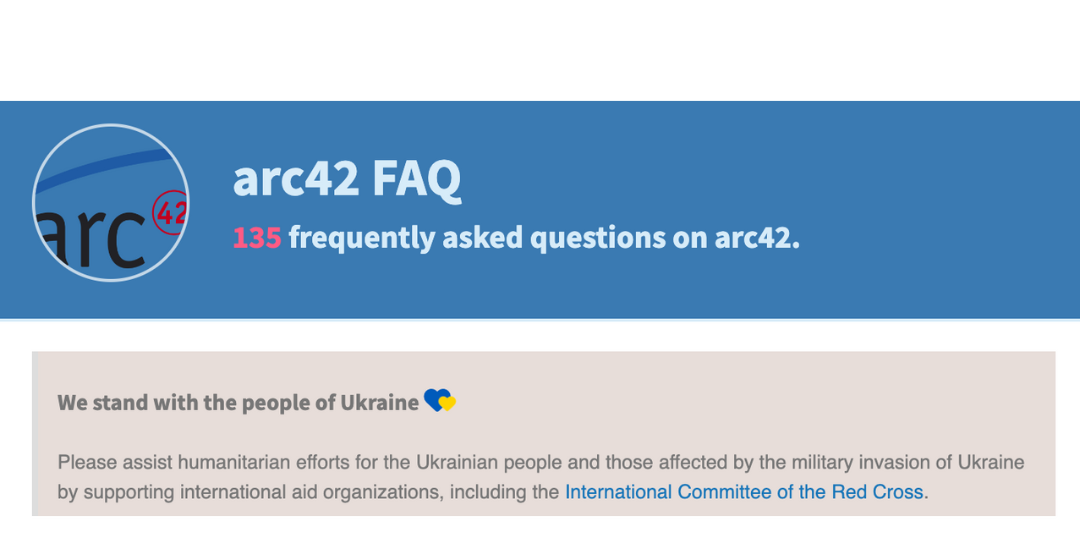 arc 42
arc42 FAQ
135 frequently asked questions on arc42.
We stand with the people of Ukraine
Please assist humanitarian efforts for the Ukrainian people and those affected by the military invasion of Ukraine
by supporting international aid organizations, including the International Committee of the Red Cross.